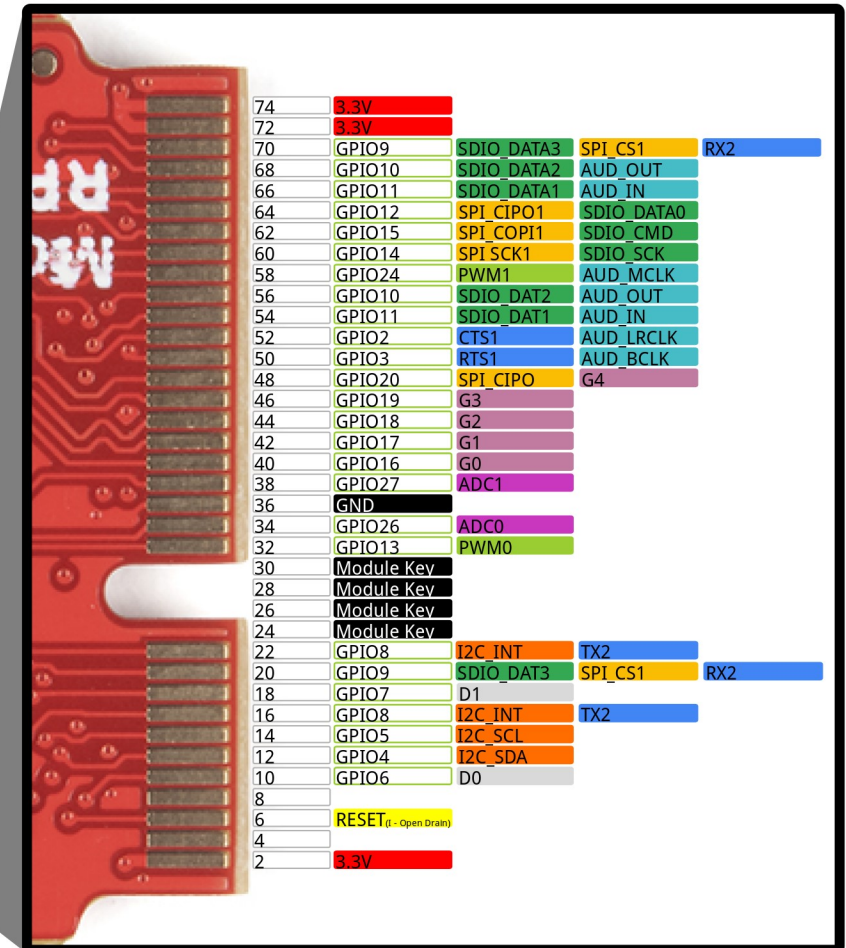 74 3.3V
72 3.3V
70 GPIO9 SDIO_DATA3 SPI_CS1 RX2
68 GPIO10 SDIO_DATA2 AUD_OUT
66 GPIO11 SDIO_DATA1 AUD_IN
64 GPIO12 SPI_CIPO1 SDIO_DATA0
62 GPIO15 SPI_COPI1 SDIO_CMD
60 GPIO14 SPI SCK1 SDIO_SCK
58 GPIO24 PWM1 AUD_MCLK
56 GPIO10 SDIO_DAT2 AUD_OUT
54 GPIO11 SDIO_DAT1 AUD_IN
52 GPIO2 CTS1 AUD_LRCLK
50 GPIO3 RTS1 AUD_BCLK
48 GPIO20 SPI_CIPO G4
46 GPIO19 G3
44 GPIO18 G2
42 GPIO17 G1
40 GPIO16 G0
38 GPIO27 ADC1
36 GND
34 GPIO26 ADC0
32 GPIO13 PWM0
30 Module Key
28 Module Key
26 Module Key
24 Module Key
22 GPIO8 I2C_INT TX2
20 GPIO9 SDIO_DAT3 SPI_CS1 RX2
18 GPIO7 D1
16 GPIO8 I2C_INT TX2
14 GPIO5 I2C_SCL
12 GPIO4 I2C_SDA
10 GPIO6 D0
8
6 RESET(I - Open Drain)
4
2 3.3V